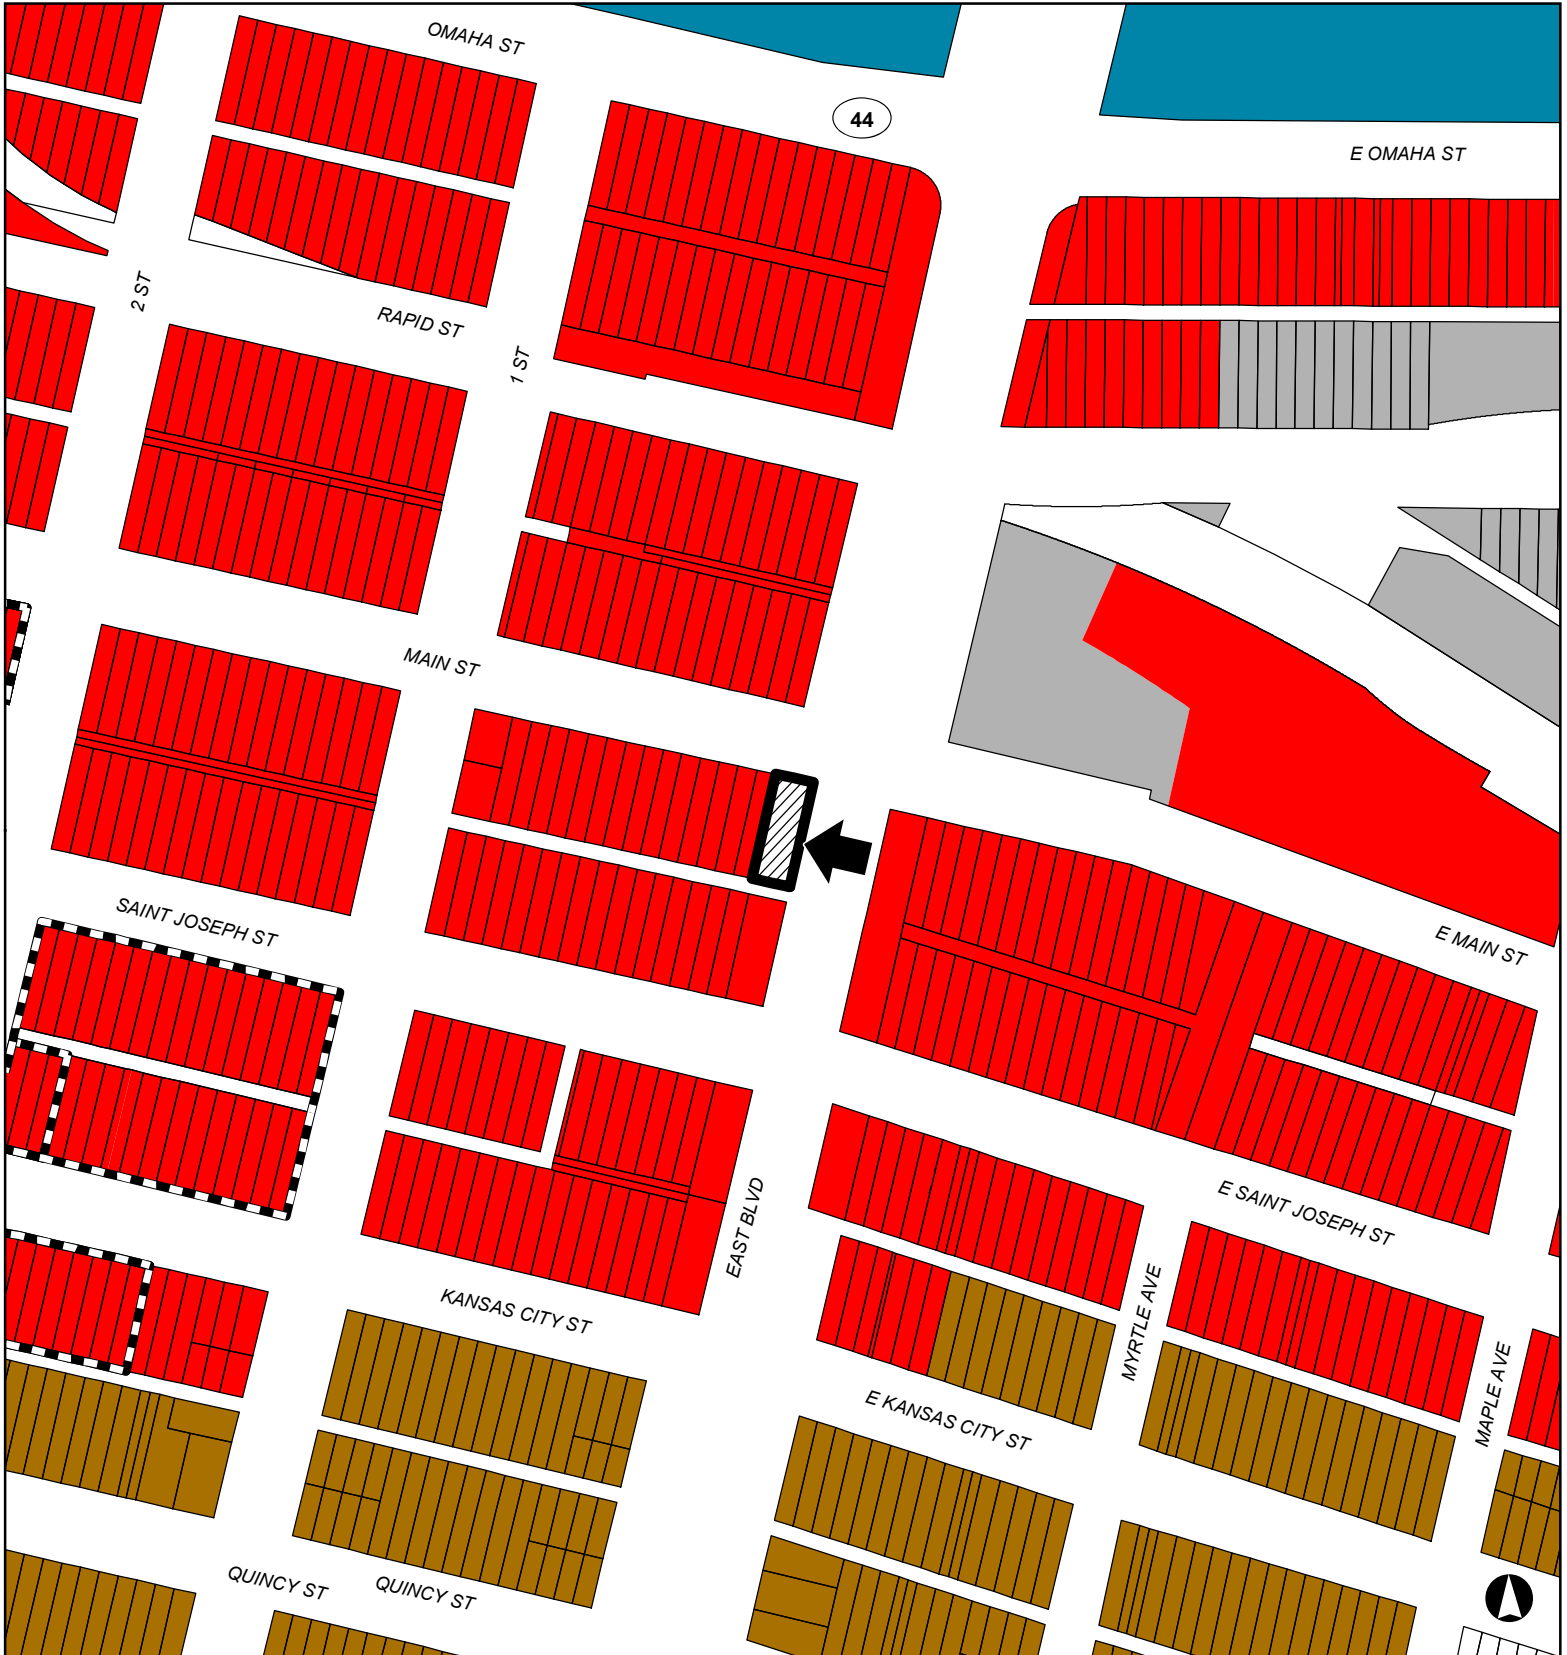 OMAHA ST
44
E OMAHA ST
2 ST
RAPID ST
1 ST
MAIN ST
SAINT JOSEPH ST
E MAIN ST
EAST BLVD
E SAINT JOSEPH ST
MYRTLE AVE
KANSAS CITY ST
MAPLE AVE
E KANSAS CITY ST
QUINCY ST
QUINCY ST